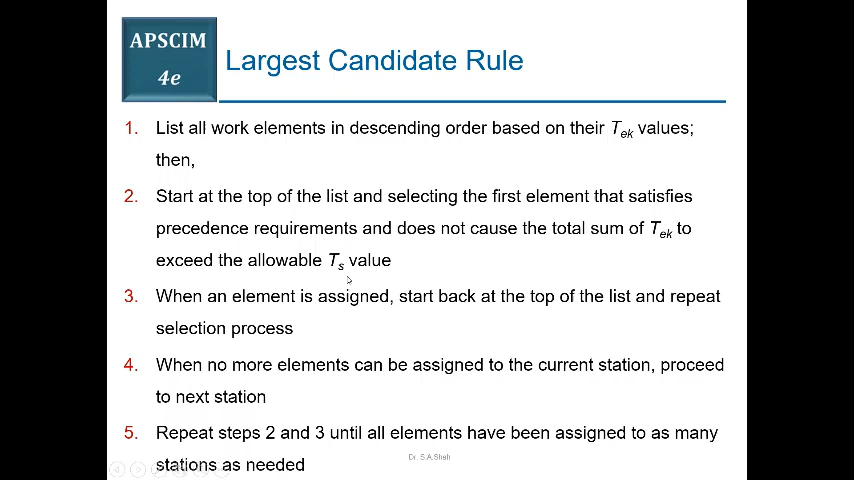 APSCIM
4e
Largest Candidate Rule
1. List all work elements in descending order based on their Tek values;
then,
2. Start at the top of the list and selecting the first element that satisfies
precedence requirements and does not cause the total sum of Tek to
exceed the allowable Ts value
3. When an element is assigned, start back at the top of the list and repeat
selection process
4. When no more elements can be assigned to the current station, proceed
to next station
5. Repeat steps 2 and 3 until all elements have been assigned to as many
stations as needed
Dr. S.A.Shah